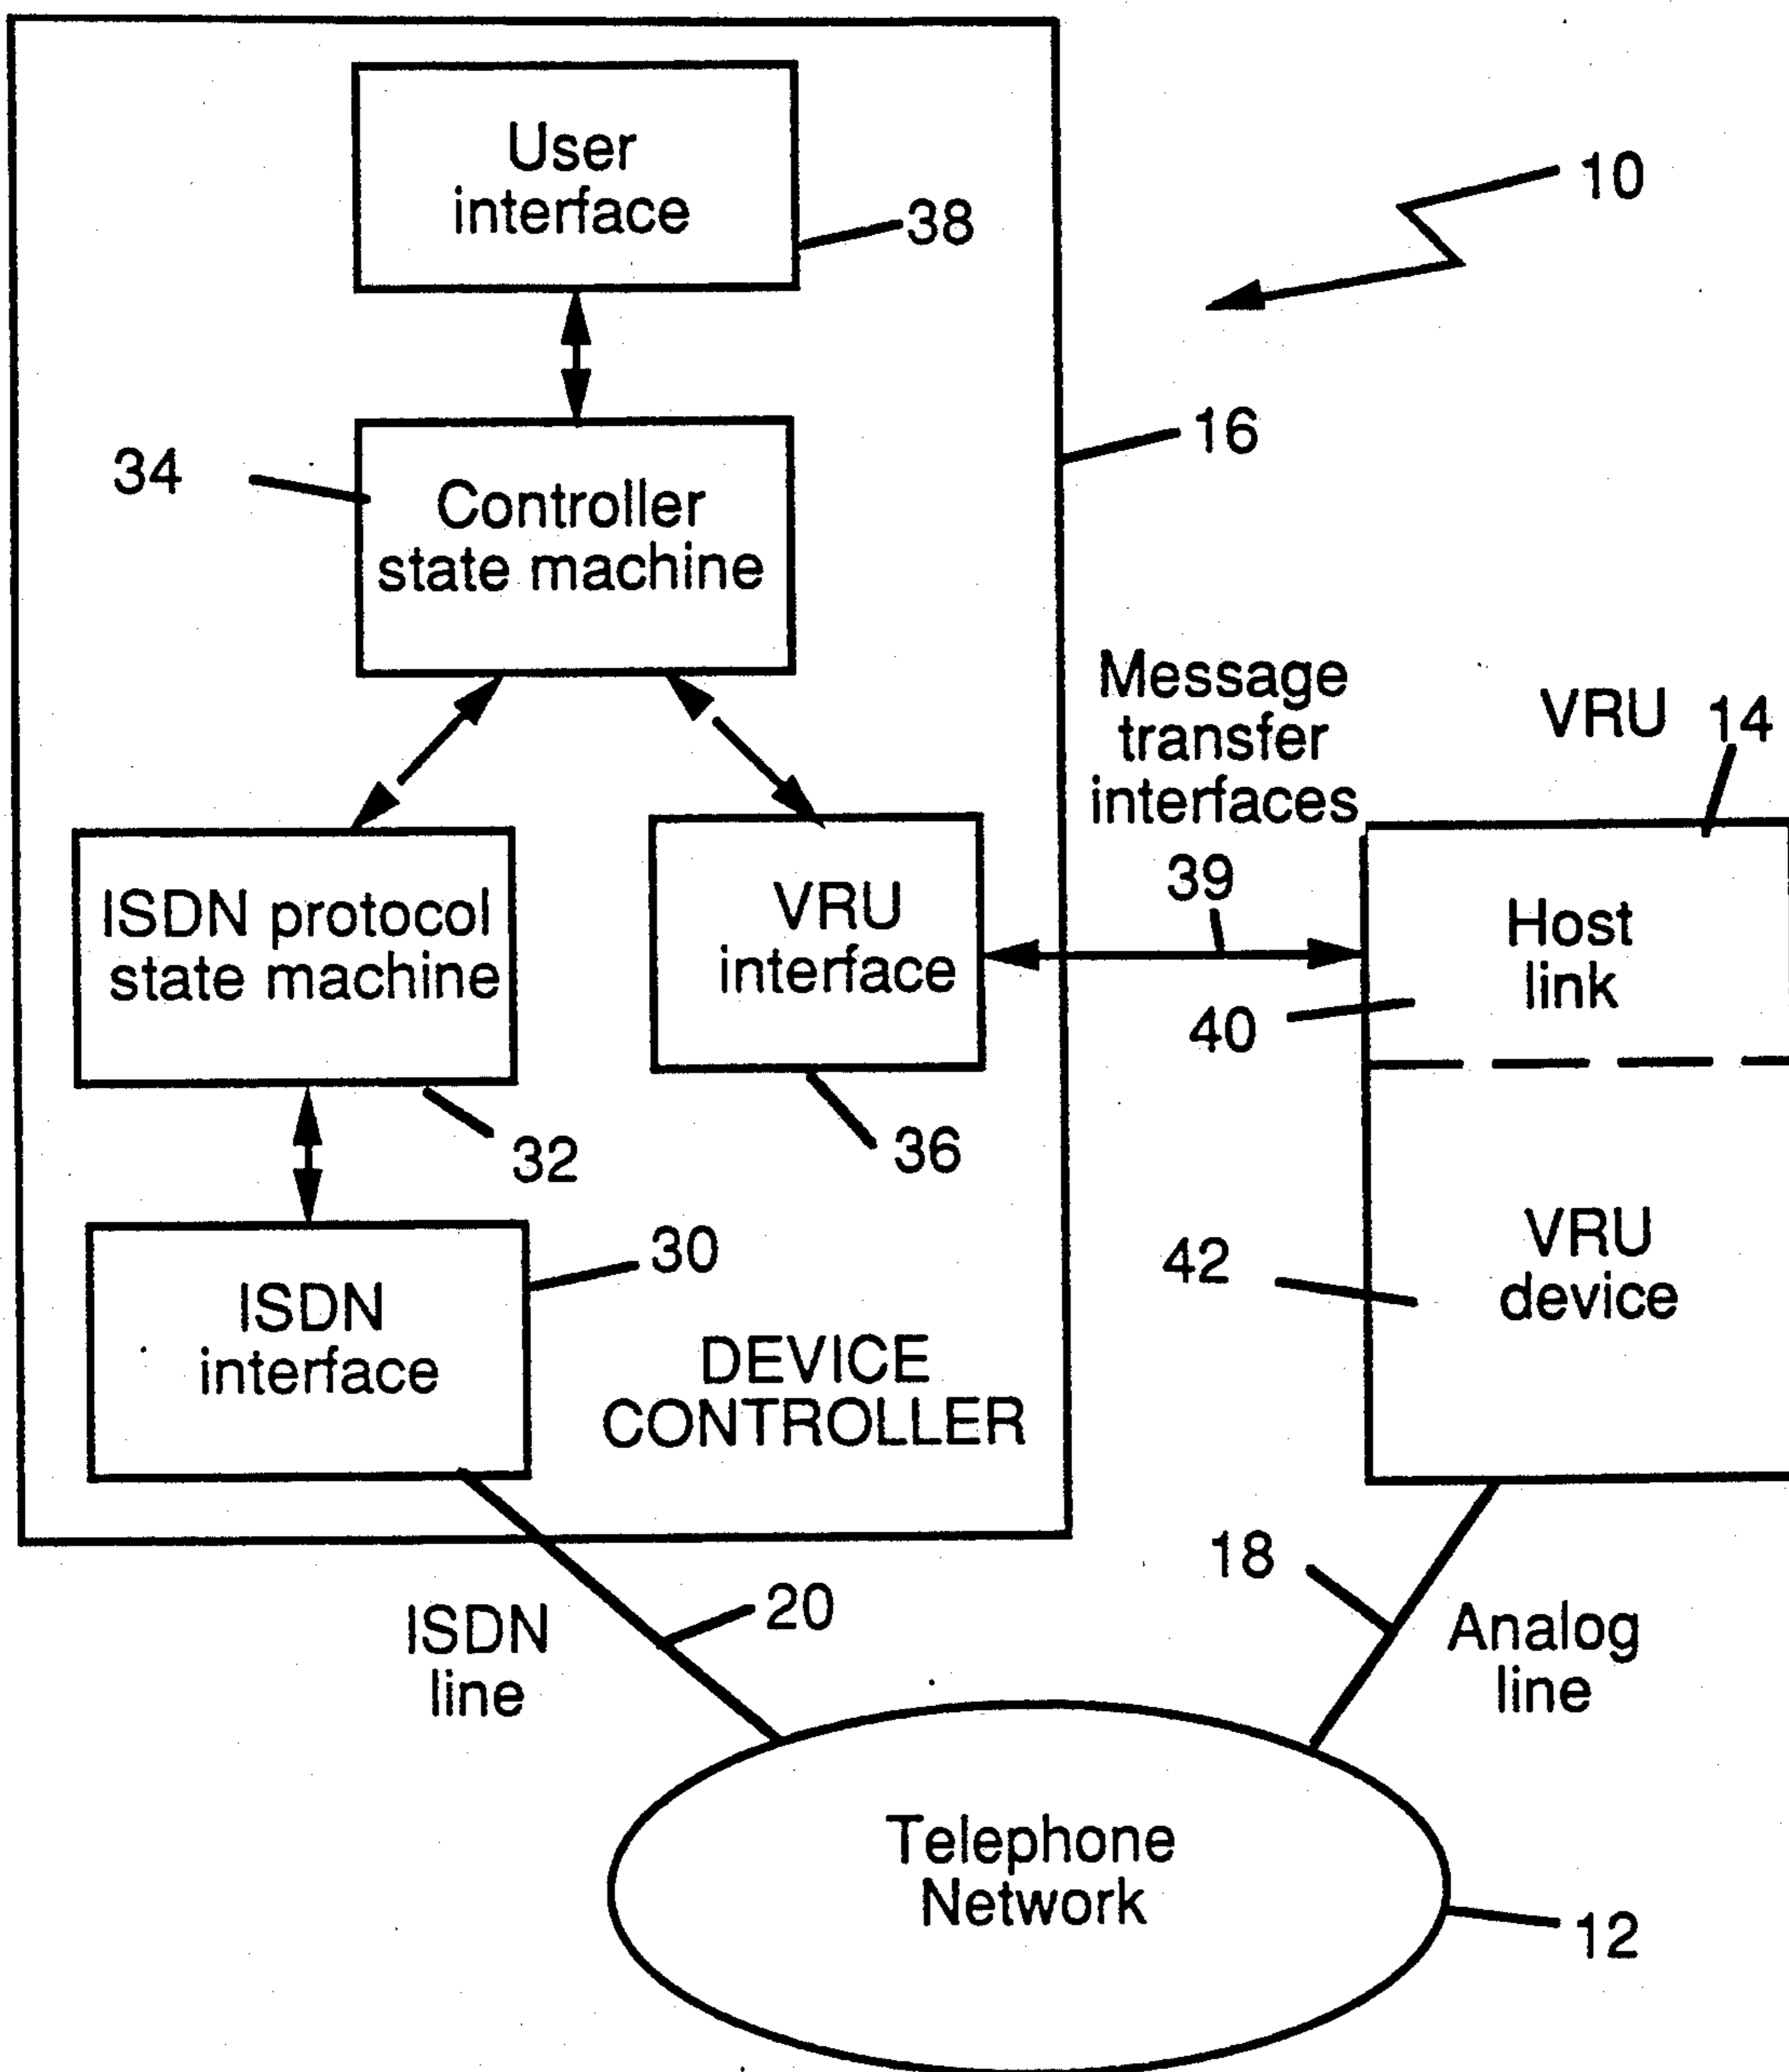 User
interface
38
10
34
Controller
state machine
16
Message
transfer
interfaces
VRU 14
39
ISDN protocol
state machine
VRU
interface
Host
link
40
32
36
30
ISDN
interface
DEVICE
CONTROLLER
42
VRU
device
ISDN
line
20
18
Analog
line
Telephone
Network
12